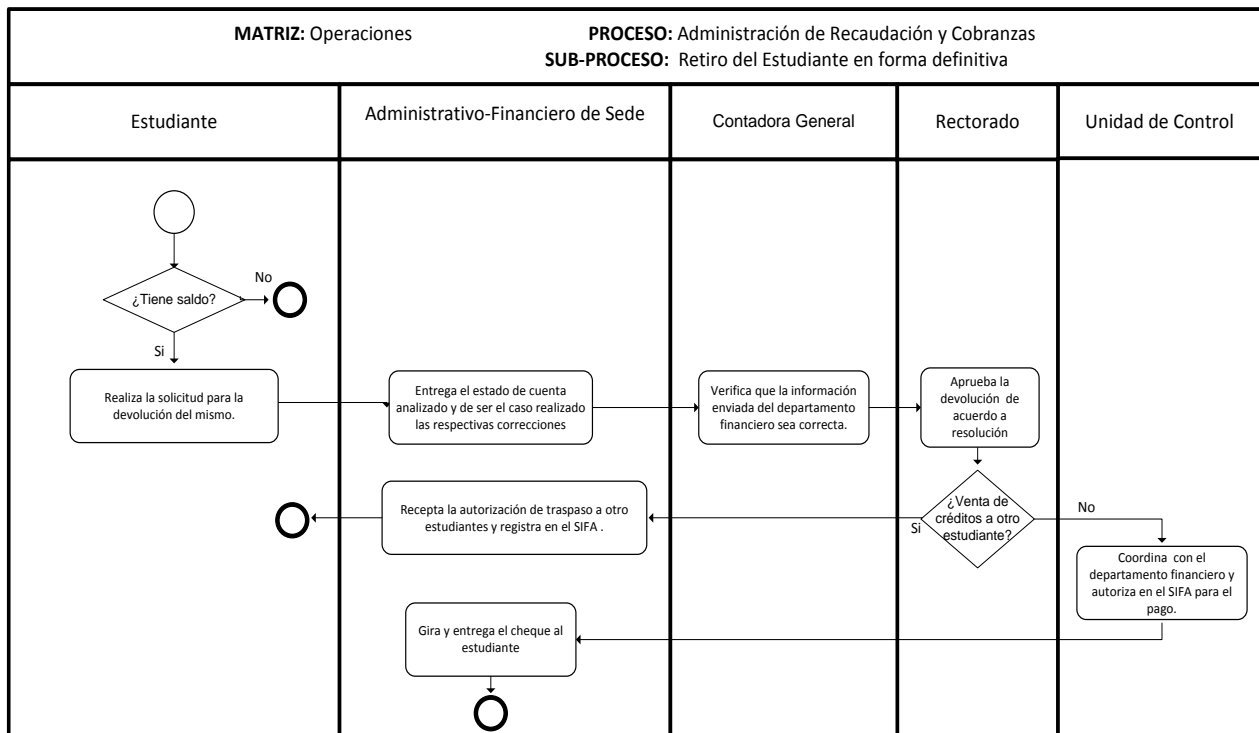 MATRIZ: Operaciones PROCESO: Administración de Recaudación y Cobranzas
SUB-PROCESO: Retiro del Estudiante en forma definitiva
Estudiante
Administrativo-Financiero de Sede
Contadora General
Rectorado
Unidad de Control
¿Tiene saldo?
No
Si
Realiza la solicitud para la
devolución del mismo.
Entrega el estado de cuenta
analizado y de ser el caso realizado
las respectivas correcciones
Verifica que la información
enviada del departamento
financiero sea correcta.
Aprueba la
devolución de
acuerdo a
resolución
¿Venta de
créditos a otro
estudiante?
Si
No
Recepta la autorización de traspaso a otro
estudiantes y registra en el SIFA .
Coordina con el
departamento financiero y
autoriza en el SIFA para el
pago.
Gira y entrega el cheque al
estudiante